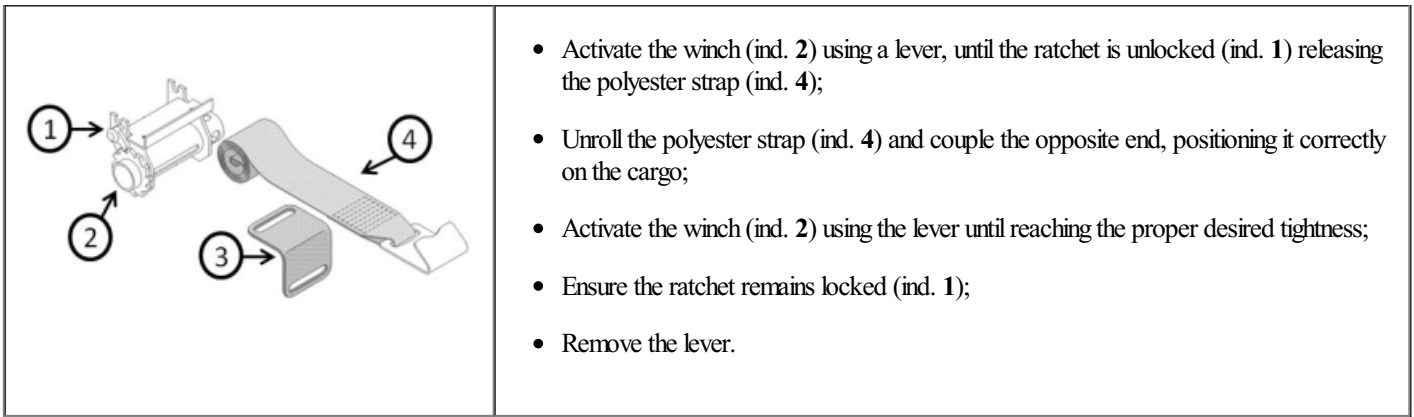 1
2
3
4
• Activate the winch (ind. 2) using a lever, until the ratchet is unlocked (ind. 1) releasing
the polyester strap (ind. 4);
• Unroll the polyester strap (ind. 4) and couple the opposite end, positioning it correctly
on the cargo;
• Activate the winch (ind. 2) using the lever until reaching the proper desired tightness;
• Ensure the ratchet remains locked (ind. 1);
• Remove the lever.